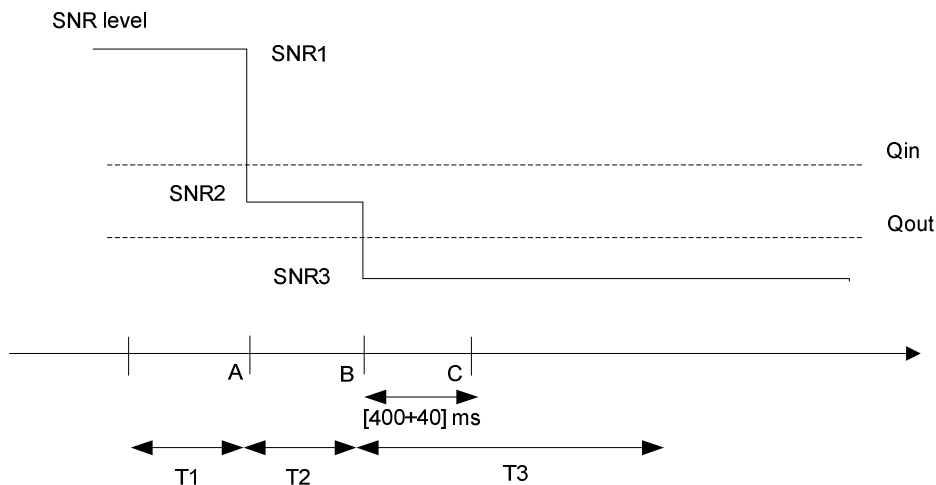 SNR level
SNR1
Qin
SNR2
Qout
SNR3
A
B
C
[400+40] ms
T1
T2
T3